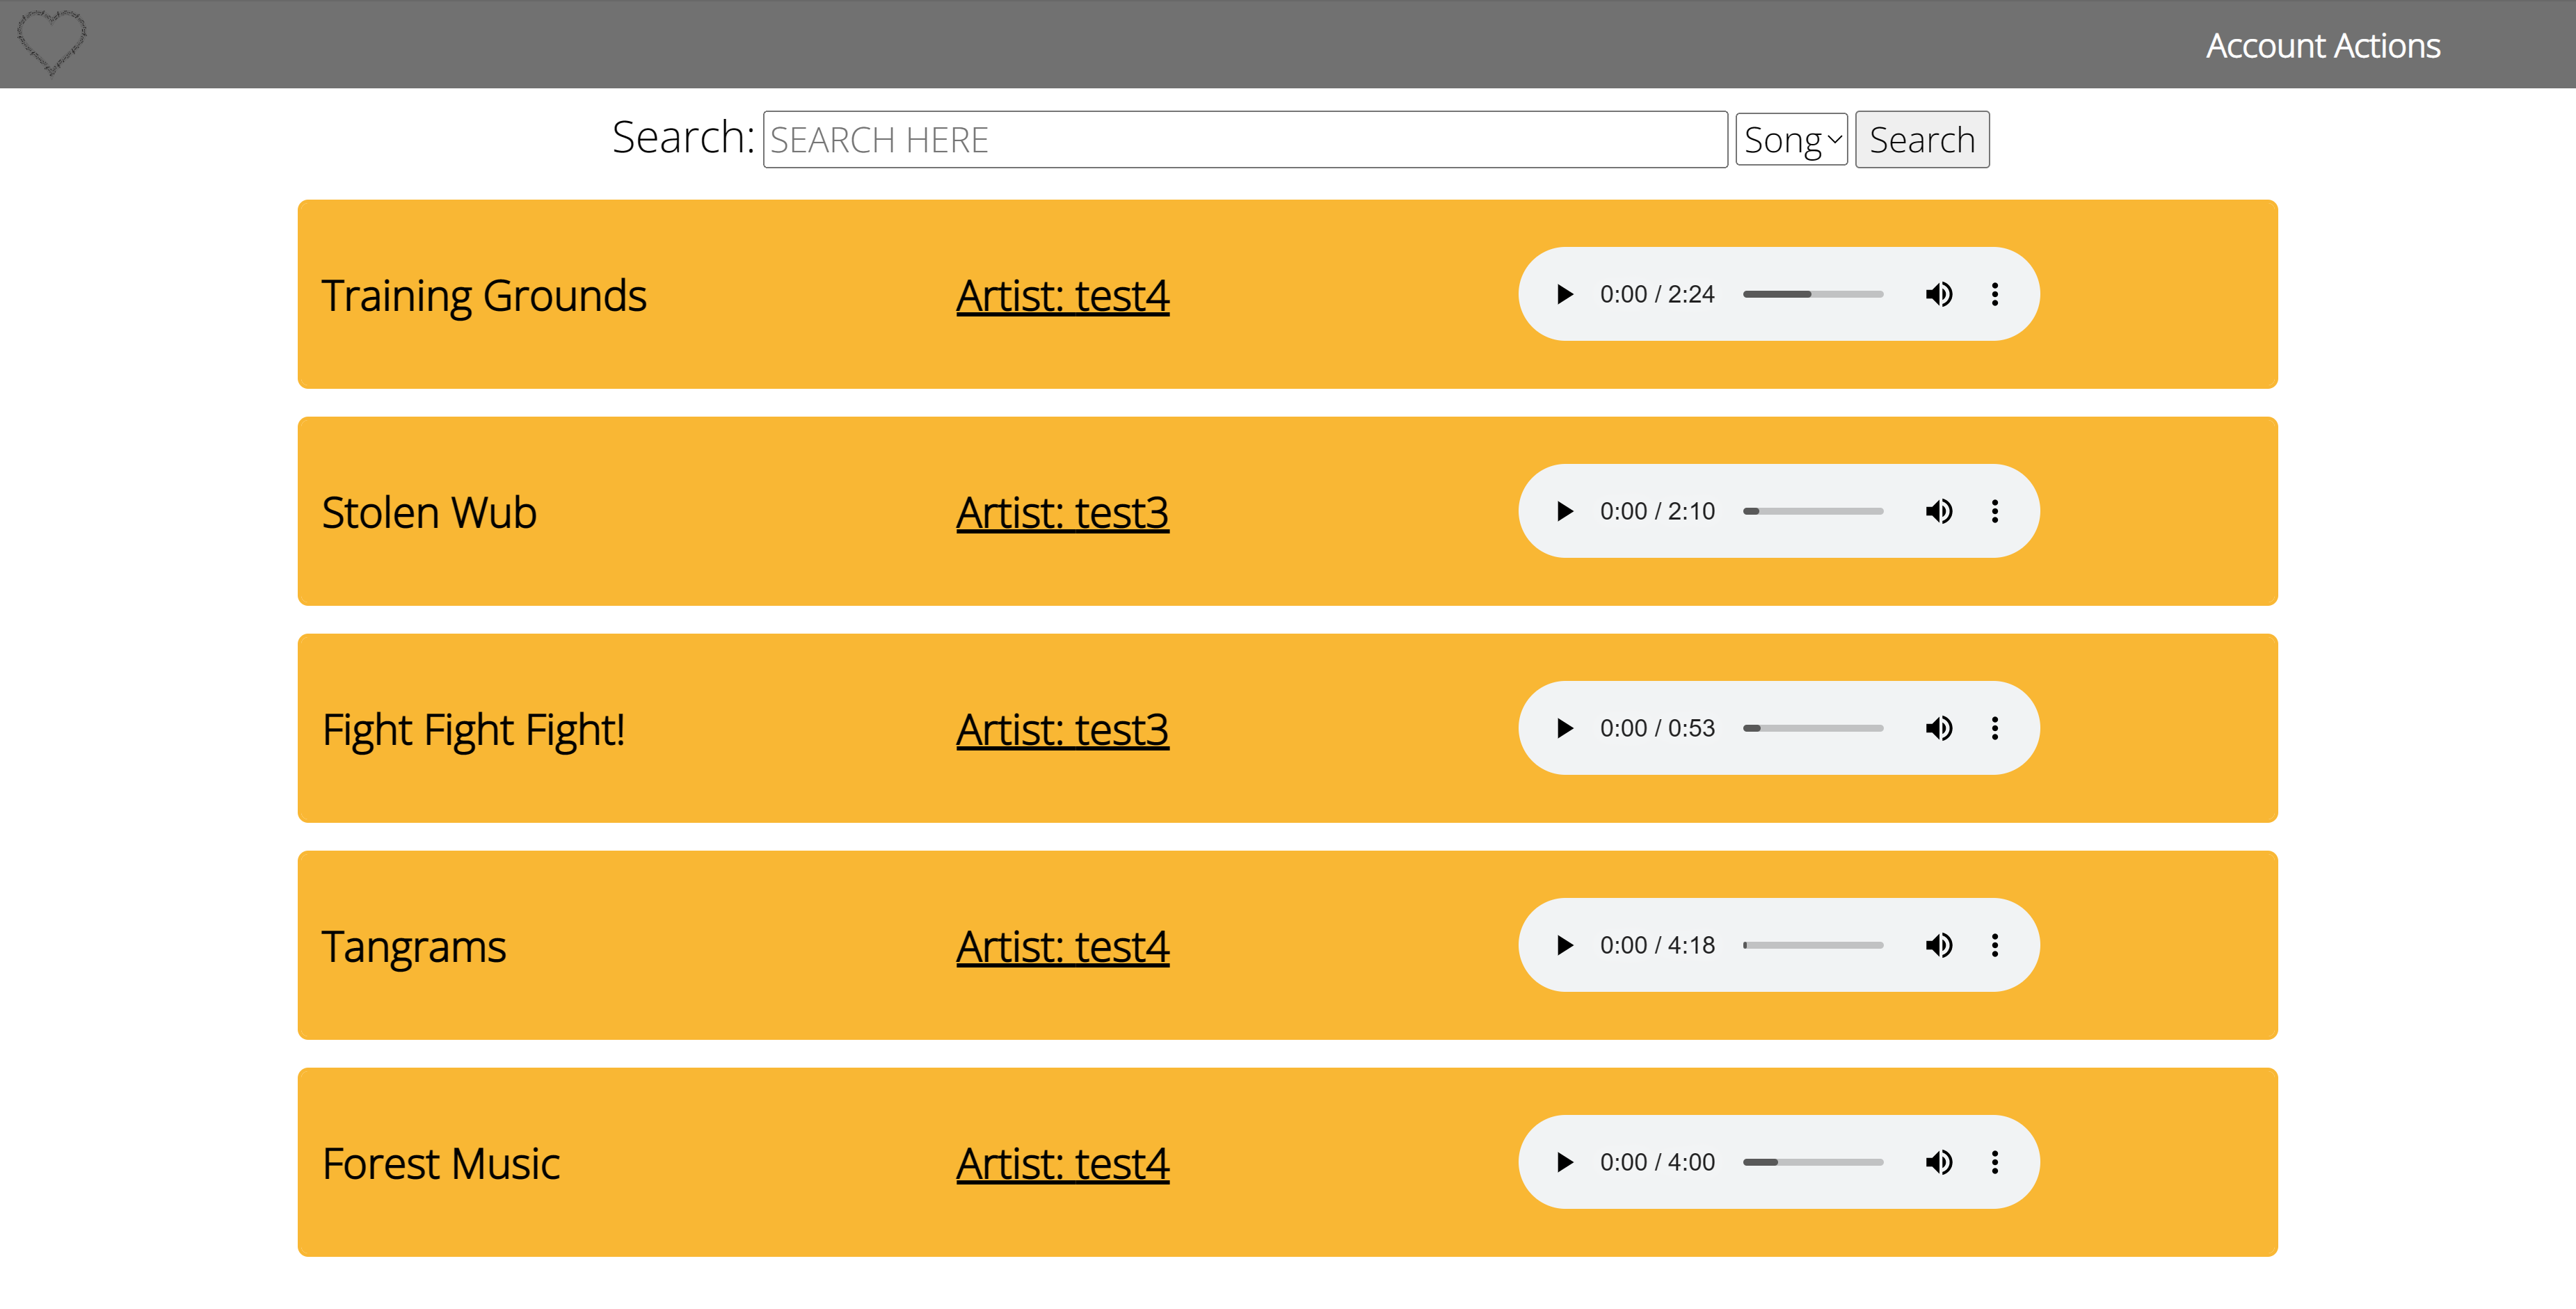 Account Actions
Search: SEARCH HERE Song Search
Training Grounds Artist: test4 0:00 / 2:24
Stolen Wub Artist: test3 0:00 / 2:10
Fight Fight Fight! Artist: test3 0:00 / 0:53
Tangrams Artist: test4 0:00 / 4:18
Forest Music Artist: test4 0:00 / 4:00